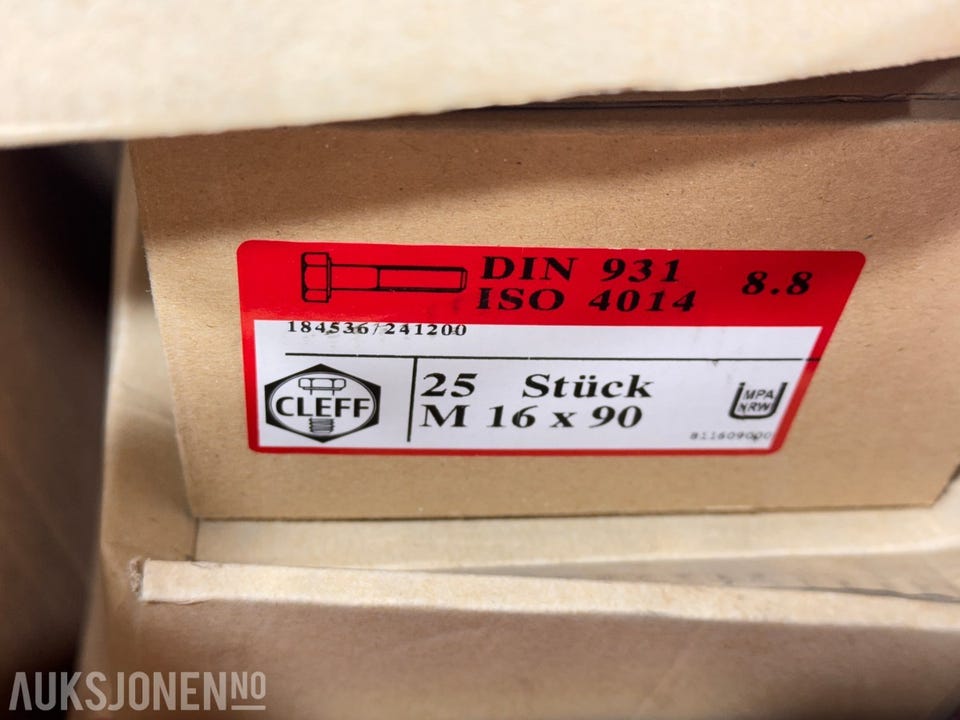 DIN 931 8.8
ISO 4014
184536/241200
CLEFF
25 Stück
M 16 x 90
MPA
NRW
811609000
AUKSJONEN.NO